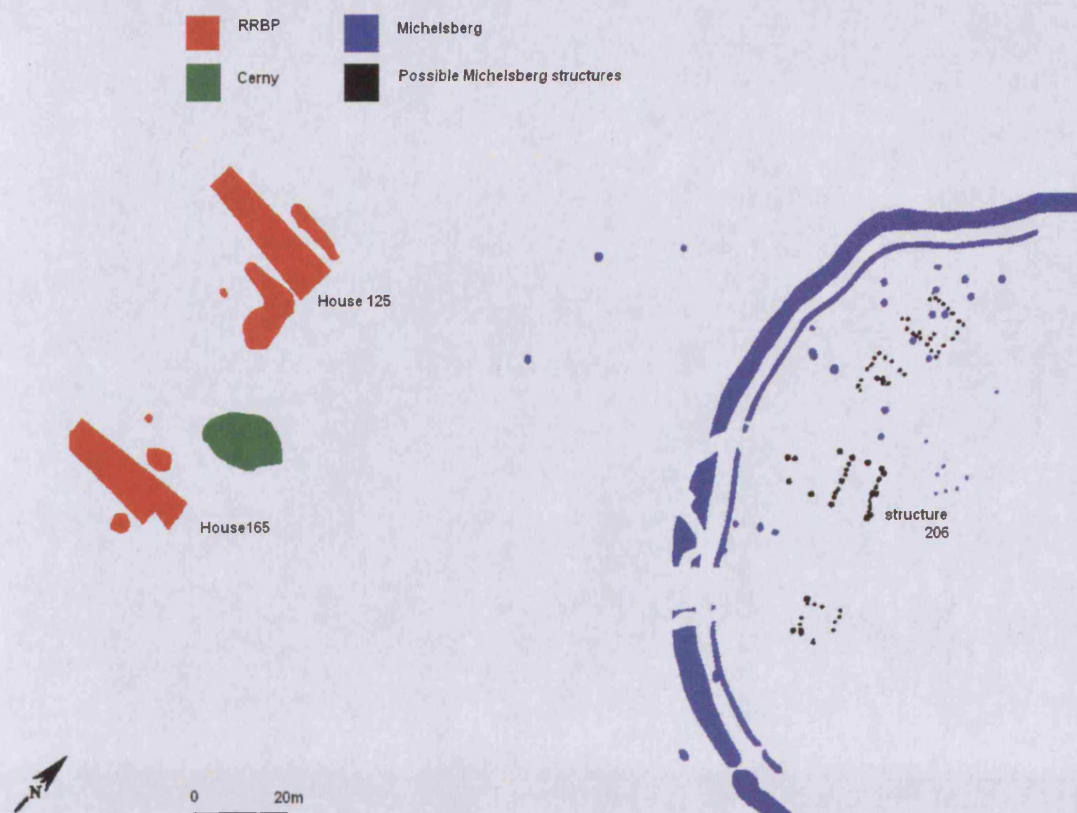 RRBP
Michelsberg
Cerny
Possible Michelsberg structures
House 125
House165
structure
206
N
0 20m